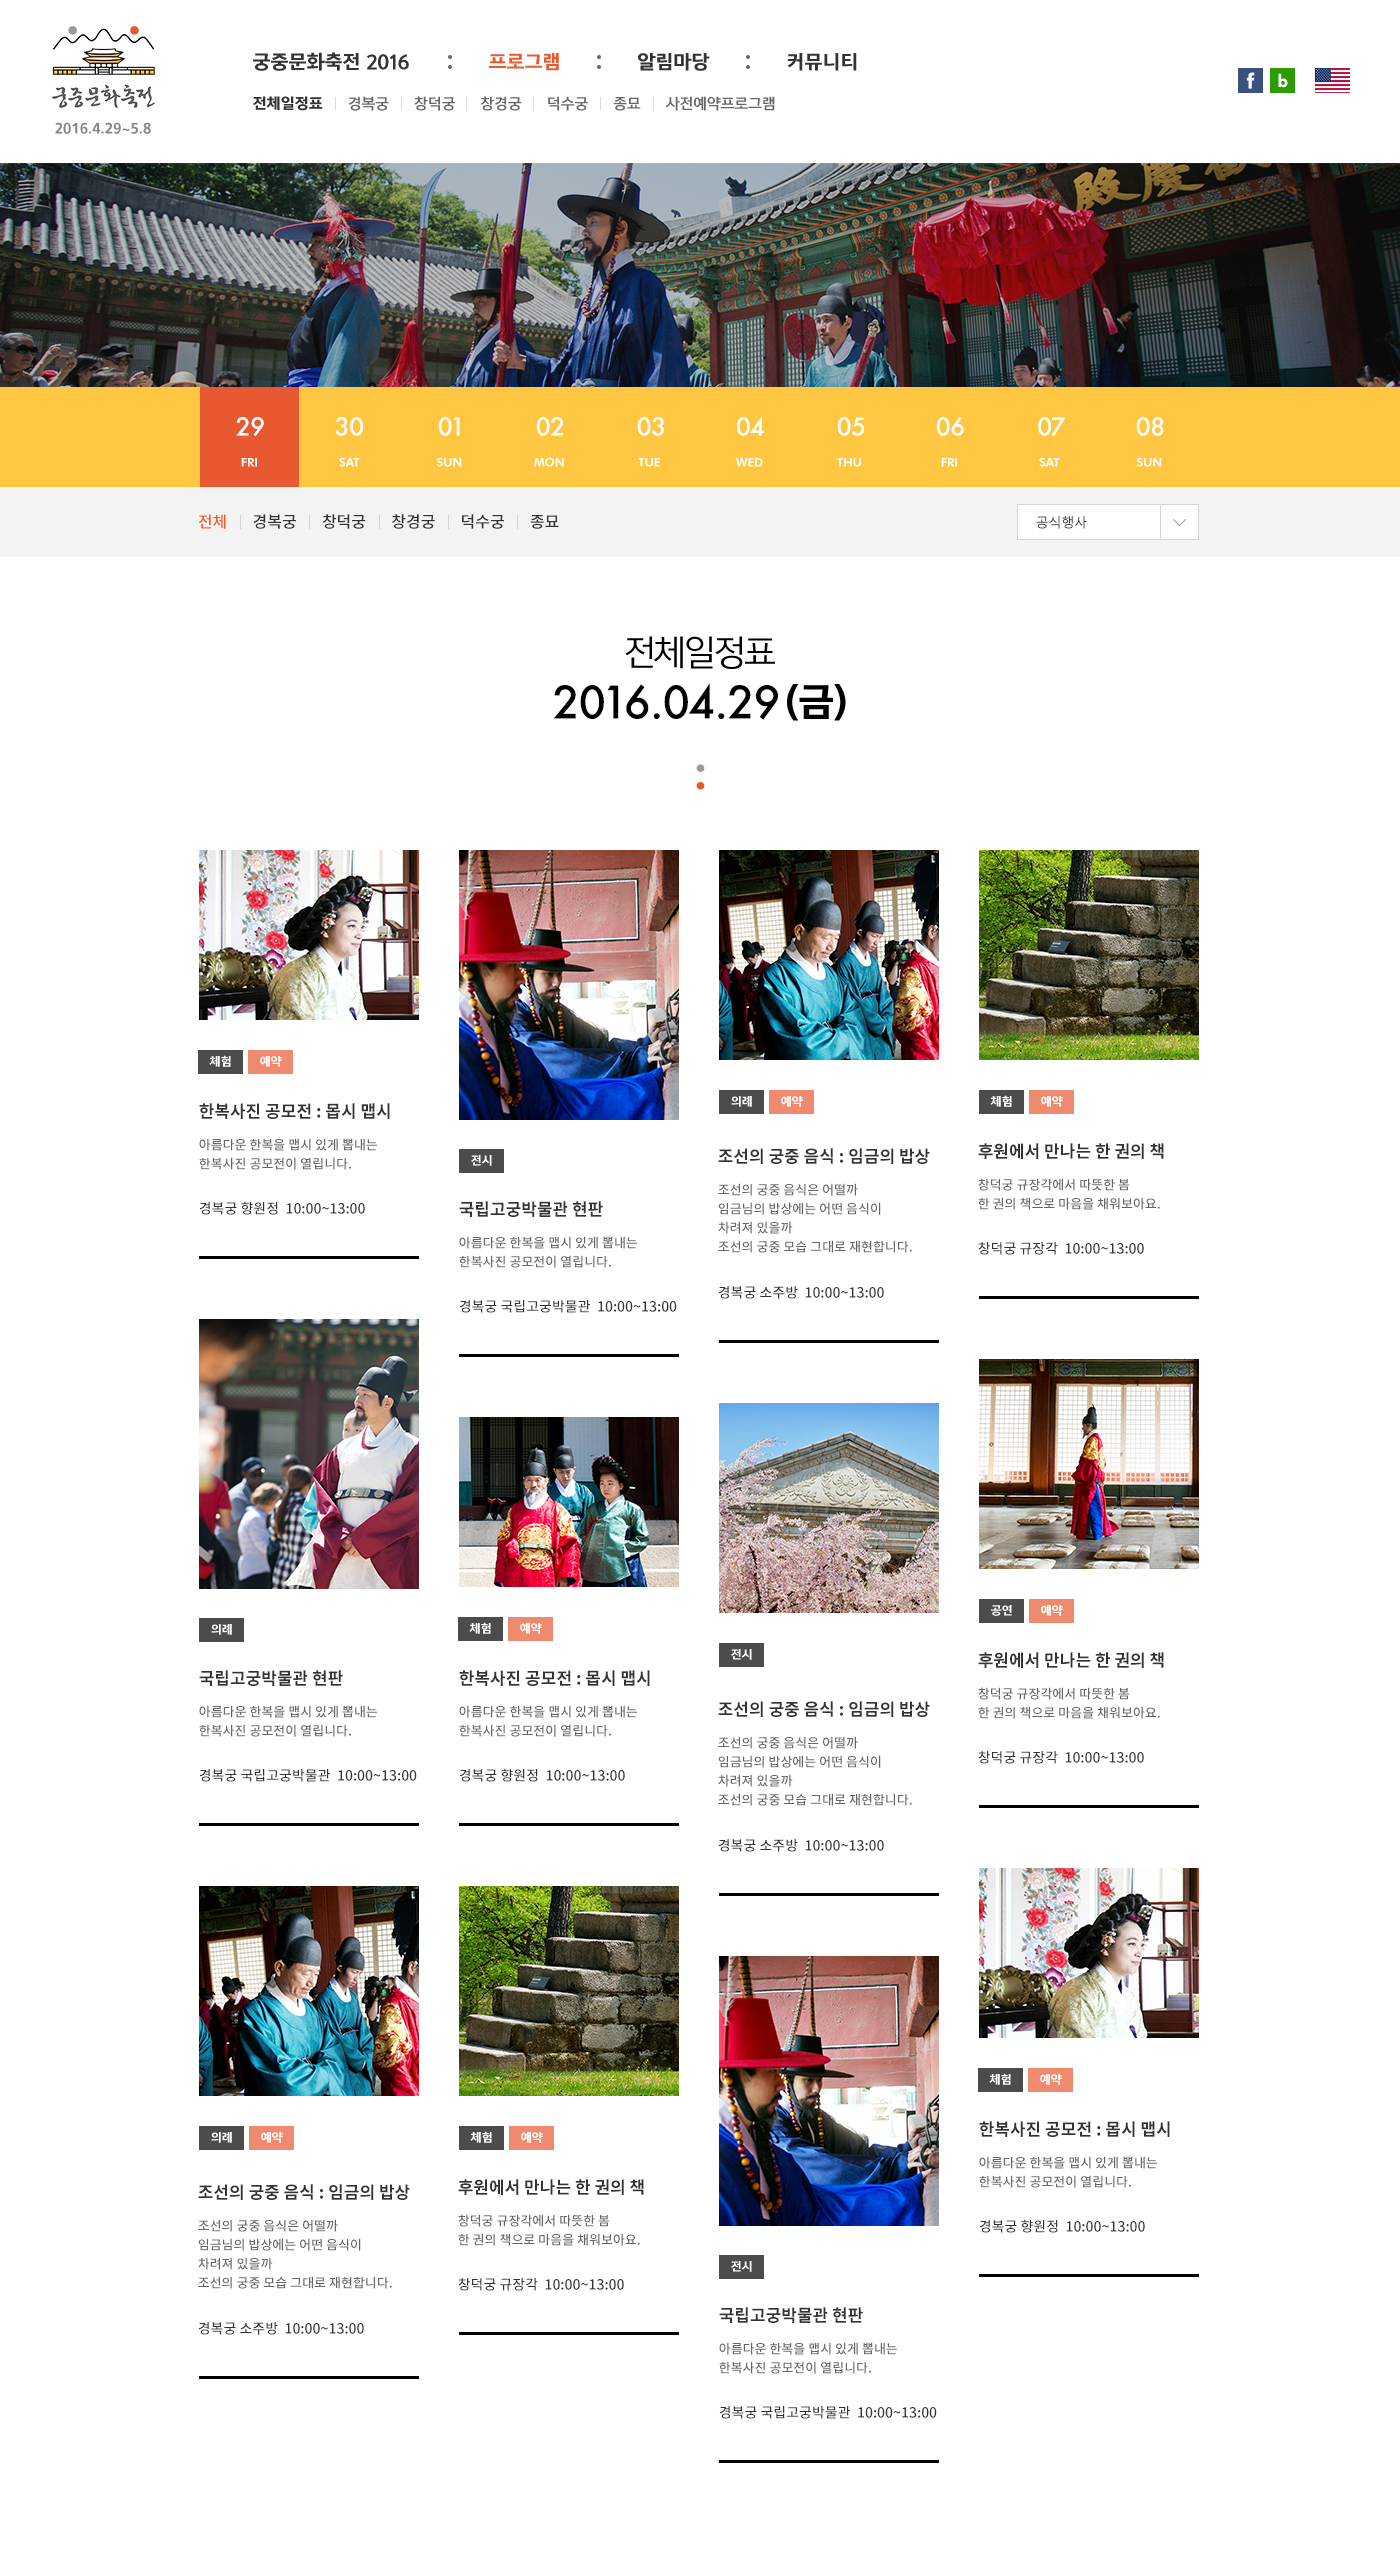 궁중문화축전
2016.4.29~5.8
궁중문화축전 2016 : 프로그램 : 알림마당 : 커뮤니티
전체일정표 경복궁 창덕궁 창경궁 덕수궁 종묘 사전예약프로그램
f b
29 30 01 02 03 04 05 06 07 08
FRI SAT SUN MON TUE WED THU FRI SAT SUN
전체 경복궁 창덕궁 창경궁 덕수궁 종묘
공식행사
전체일정표
2016.04.29 (금)
체험 예약
한복사진 공모전 : 몹시 맵시
아름다운 한복을 맵시 있게 뽐내는
한복사진 공모전이 열립니다.
경복궁 향원정 10:00~13:00
전시
국립고궁박물관 현판
아름다운 한복을 맵시 있게 뽐내는
한복사진 공모전이 열립니다.
경복궁 국립고궁박물관 10:00~13:00
의례 예약
조선의 궁중 음식 : 임금의 밥상
조선의 궁중 음식은 어떨까
임금님의 밥상에는 어떤 음식이
차려져 있을까
조선의 궁중 모습 그대로 재현합니다.
경복궁 소주방 10:00~13:00
체험 예약
후원에서 만나는 한 권의 책
창덕궁 규장각에서 따뜻한 봄
한 권의 책으로 마음을 채워보아요.
창덕궁 규장각 10:00~13:00
의례
국립고궁박물관 현판
아름다운 한복을 맵시 있게 뽐내는
한복사진 공모전이 열립니다.
경복궁 국립고궁박물관 10:00~13:00
체험 예약
한복사진 공모전 : 몹시 맵시
아름다운 한복을 맵시 있게 뽐내는
한복사진 공모전이 열립니다.
경복궁 향원정 10:00~13:00
전시
조선의 궁중 음식 : 임금의 밥상
조선의 궁중 음식은 어떨까
임금님의 밥상에는 어떤 음식이
차려져 있을까
조선의 궁중 모습 그대로 재현합니다.
경복궁 소주방 10:00~13:00
공연 예약
후원에서 만나는 한 권의 책
창덕궁 규장각에서 따뜻한 봄
한 권의 책으로 마음을 채워보아요.
창덕궁 규장각 10:00~13:00
의례 예약
조선의 궁중 음식 : 임금의 밥상
조선의 궁중 음식은 어떨까
임금님의 밥상에는 어떤 음식이
차려져 있을까
조선의 궁중 모습 그대로 재현합니다.
경복궁 소주방 10:00~13:00
체험 예약
후원에서 만나는 한 권의 책
창덕궁 규장각에서 따뜻한 봄
한 권의 책으로 마음을 채워보아요.
창덕궁 규장각 10:00~13:00
전시
국립고궁박물관 현판
아름다운 한복을 맵시 있게 뽐내는
한복사진 공모전이 열립니다.
경복궁 국립고궁박물관 10:00~13:00
체험 예약
한복사진 공모전 : 몹시 맵시
아름다운 한복을 맵시 있게 뽐내는
한복사진 공모전이 열립니다.
경복궁 향원정 10:00~13:00